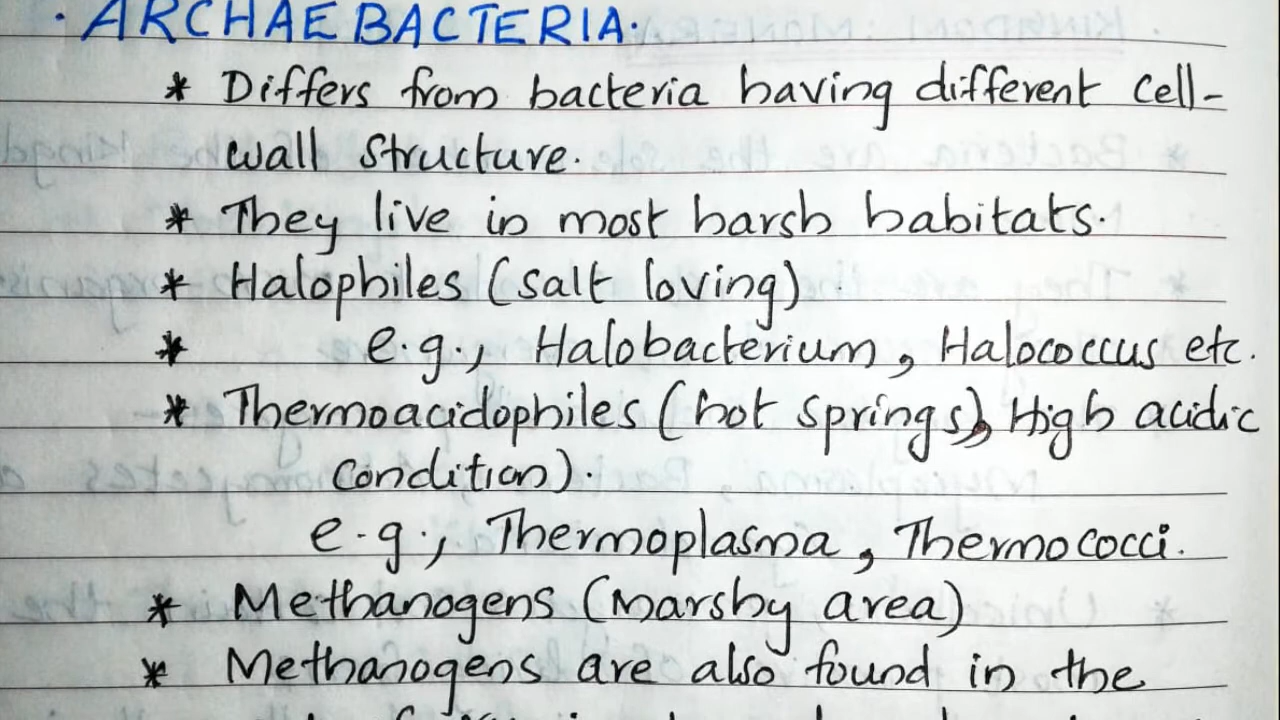 · ARCHAEBACTERIA.
* Differs from bacteria having different cell-
wall structure.
* They live in most harsh habitats.
* Halophiles (salt loving)
* e.g., Halobacterium, Halococcus etc.
* Thermoacidophiles (hot springs), High acidic
condition).
e.g., Thermoplasma, Thermococci.
* Methanogens (Marshy area)
* Methanogens are also found in the